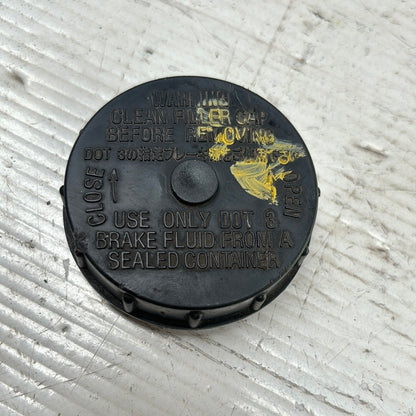 WARNING
CLEAN FILLER CAP
BEFORE REMOVING
DOT 3の指定ブレーキ
CLOSE ↑ OPEN
USE ONLY DOT 3
BRAKE FLUID FROM A
SEALED CONTAINER